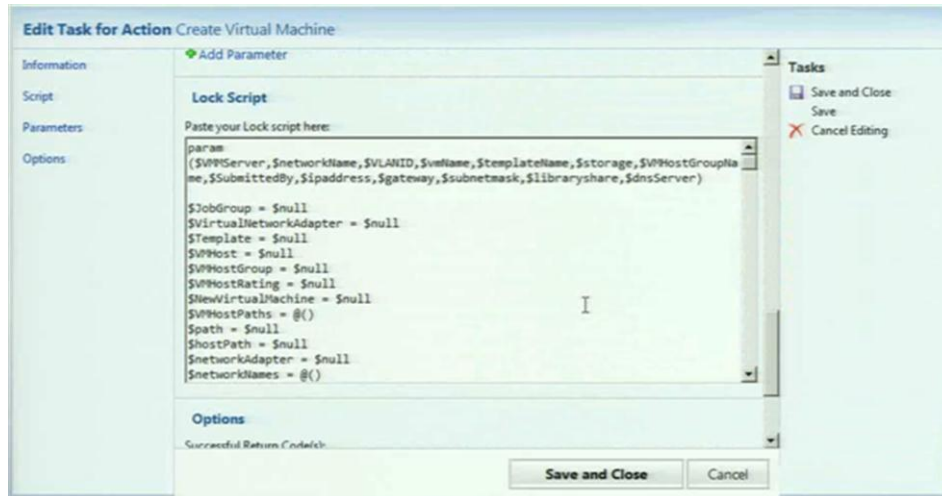 Edit Task for Action Create Virtual Machine
Information
Script
Parameters
Options
Add Parameter
Lock Script
Paste your Lock script here:
param
($VMMServer,$networkName,$VLANID,$vmName,$templateName,$storage,$VMHostGroupNa
me,$SubmittedBy,$ipaddress,$gateway,$subnetmask,$libraryshare,$dnsServer)
$JobGroup = $null
$VirtualNetworkAdapter = $null
$Template = $null
$VMHost = $null
$VMHostGroup = $null
$VMHostRating = $null
$NewVirtualMachine = $null
$VMHostPaths = @()
$path = $null
$hostPath = $null
$networkAdapter = $null
$networkNames = @()
Options
Successful Return Code(s):
Save and Close
Cancel
Tasks
Save and Close
Save
Cancel Editing